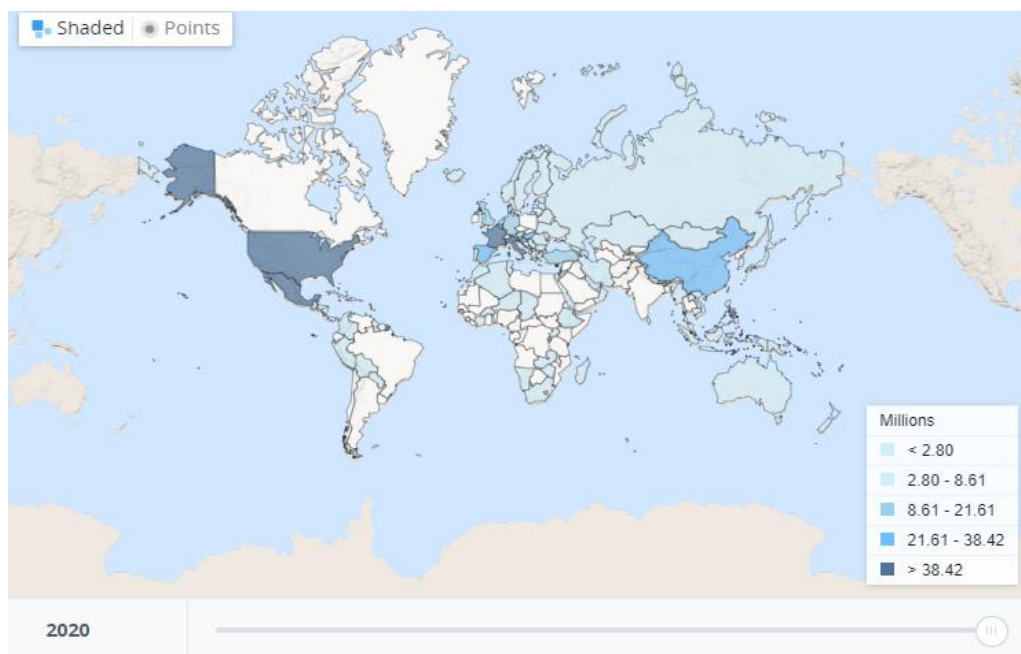 Shaded Points
Millions
< 2.80
2.80 - 8.61
8.61 - 21.61
21.61 - 38.42
> 38.42
2020